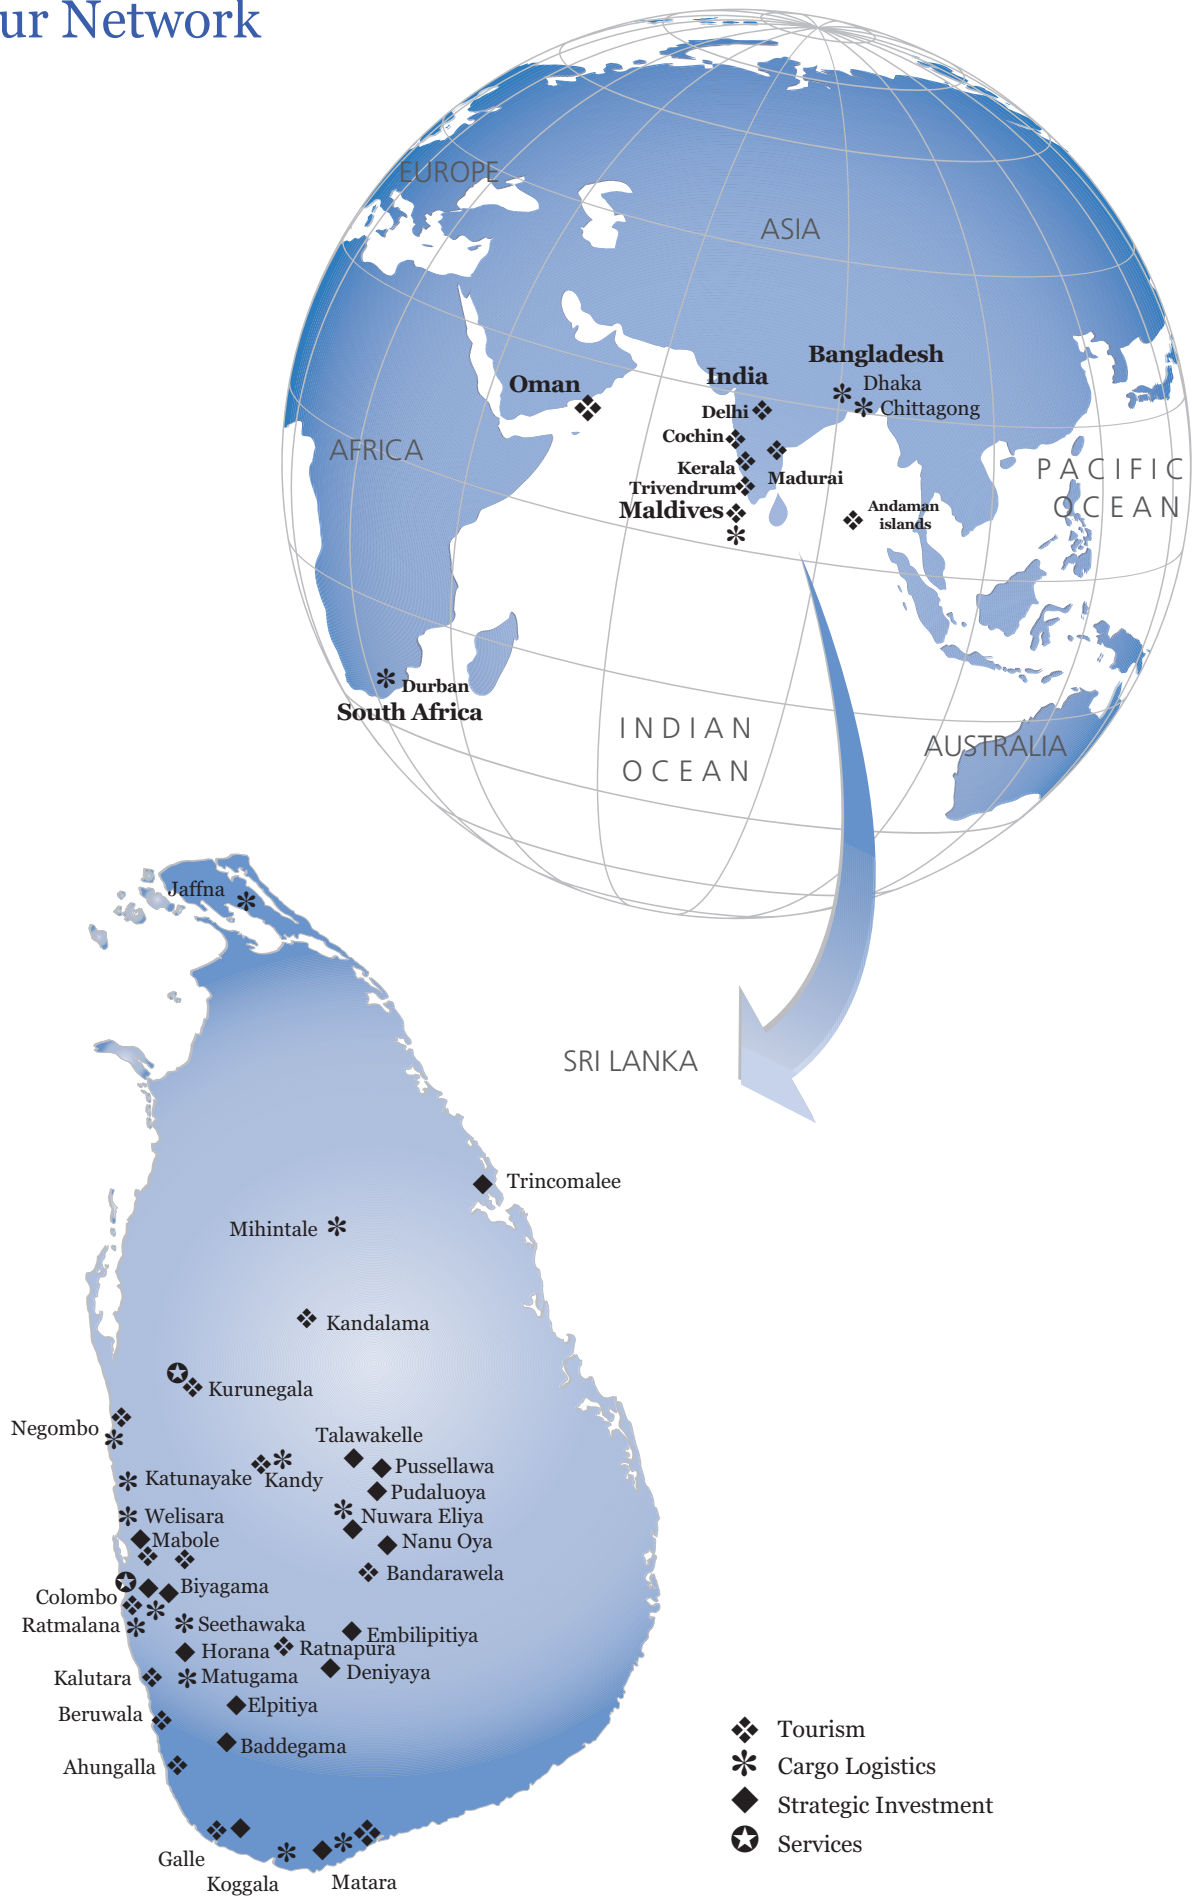 ur Network
EUROPE
ASIA
Bangladesh
India
Dhaka
Oman
Chittagong
Delhi
Cochin
AFRICA
PACIFIC
OCEAN
Kerala
Madurai
Trivendrum
Maldives
Andaman
islands
Durban
South Africa
INDIAN
OCEAN
AUSTRALIA
Jaffna
SRI LANKA
Trincomalee
Mihintale
Kandalama
Kurunegala
Negombo
Talawakelle
Pussellawa
Katunayake
Kandy
Pudaluoya
Welisara
Nuwara Eliya
Mabole
Nanu Oya
Bandarawela
Biyagama
Colombo
Ratmalana
Seethawaka
Embilipitiya
Horana
Ratnapura
Kalutara
Matugama
Deniyaya
Elpitiya
Beruwala
Baddegama
Ahungalla
Galle
Koggala
Matara
Tourism
Cargo Logistics
Strategic Investment
Services